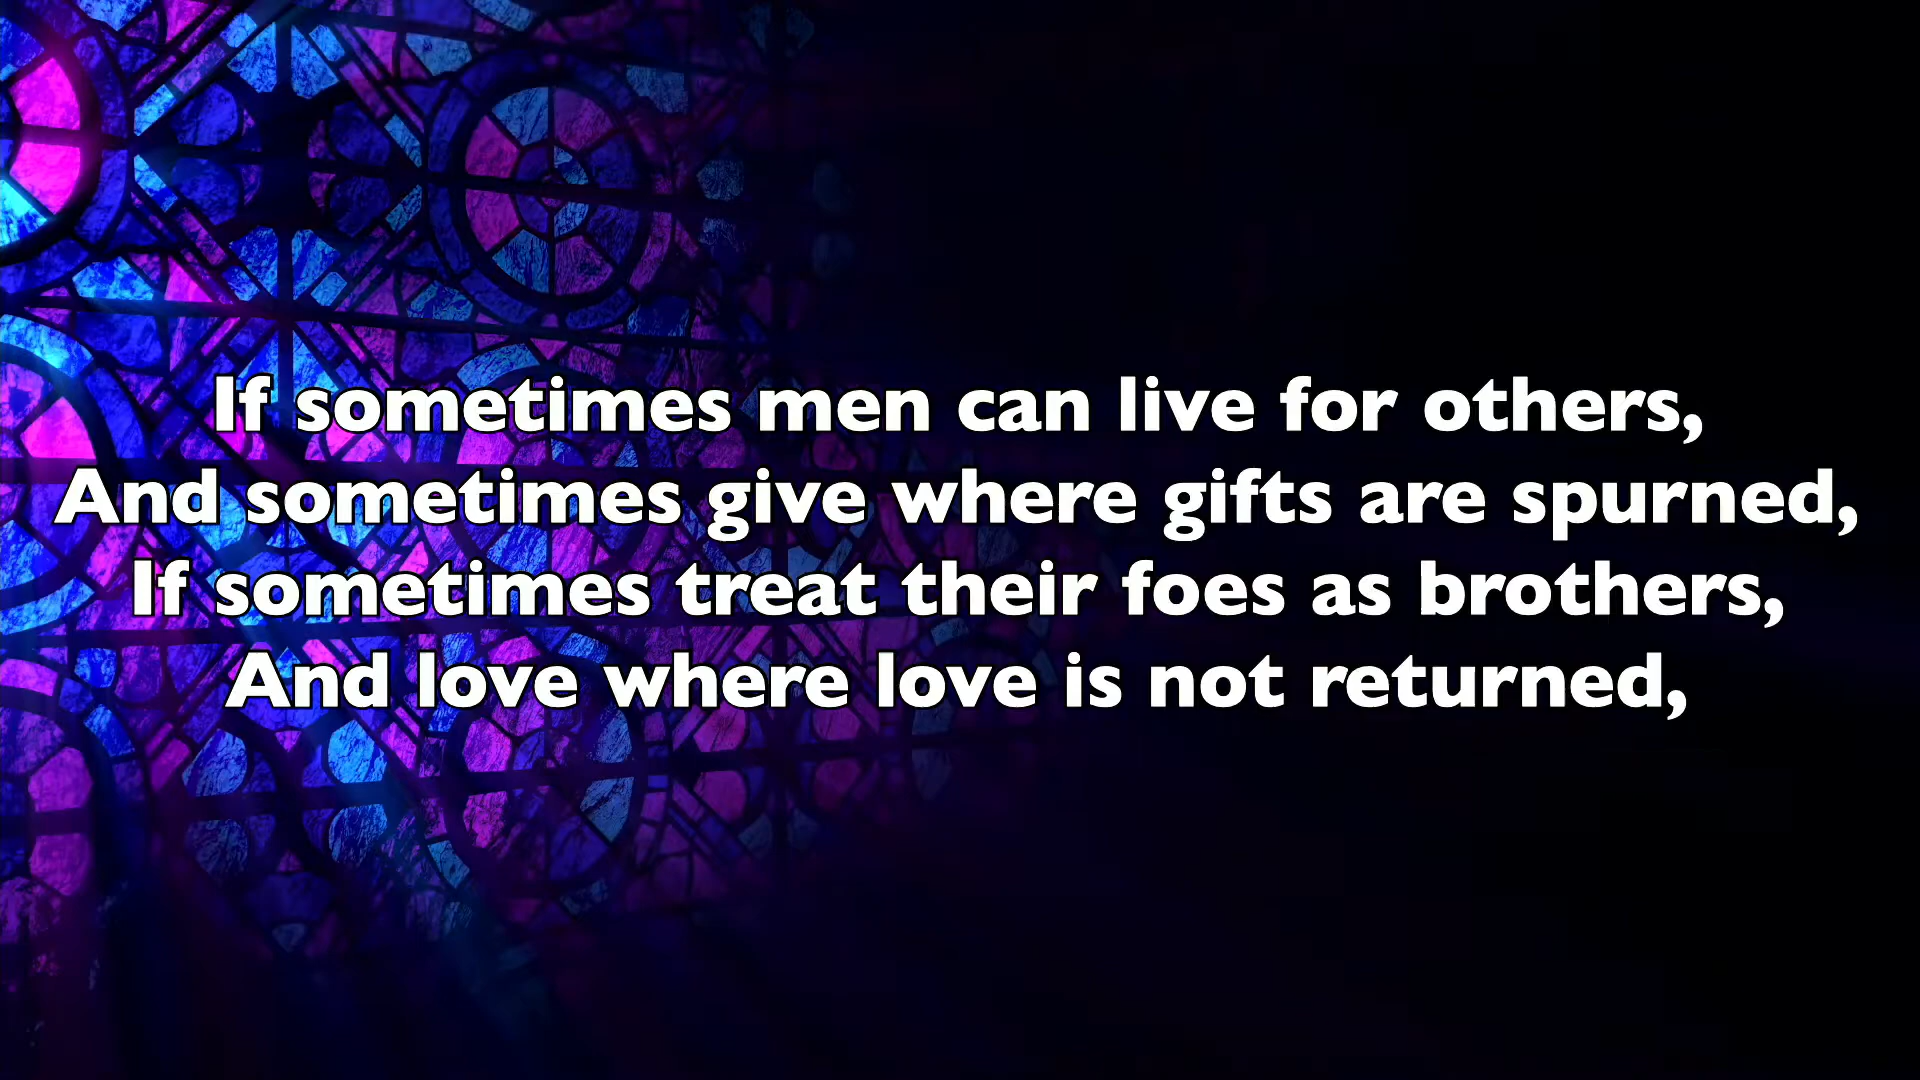 If sometimes men can live for others,
And sometimes give where gifts are spurned,
If sometimes treat their foes as brothers,
And love where love is not returned,